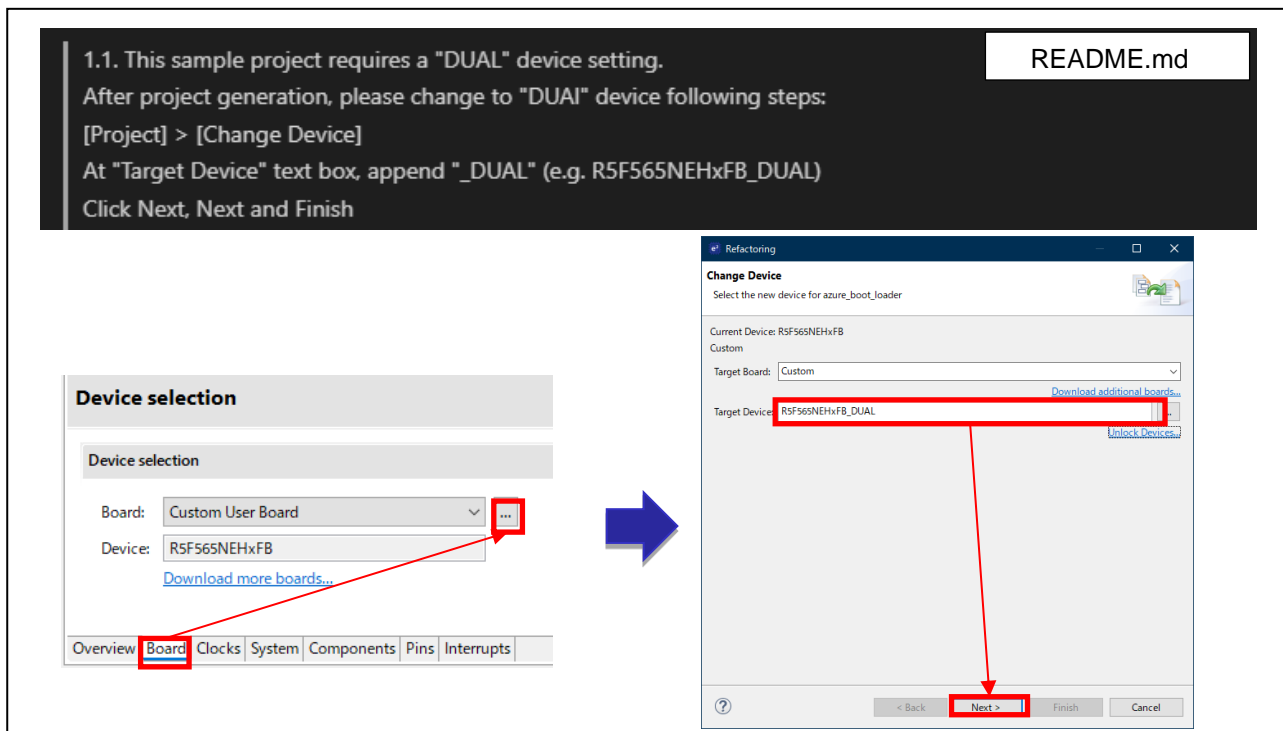 1.1. This sample project requires a "DUAL" device setting.
README.md
After project generation, please change to "DUAl" device following steps:
[Project] > [Change Device]
At "Target Device" text box, append "_DUAL" (e.g. R5F565NEHxFB_DUAL)
Click Next, Next and Finish
Device selection
Device selection
Board: Custom User Board ...
Device: R5F565NEHxFB
Download more boards...
Overview Board Clocks System Components Pins Interrupts
e² Refactoring
Change Device
Select the new device for azure_boot_loader
Current Device: R5F565NEHxFB
Custom
Target Board: Custom
Download additional boards...
Target Device: R5F565NEHxFB_DUAL ...
Unlock Devices...
? < Back Next > Finish Cancel